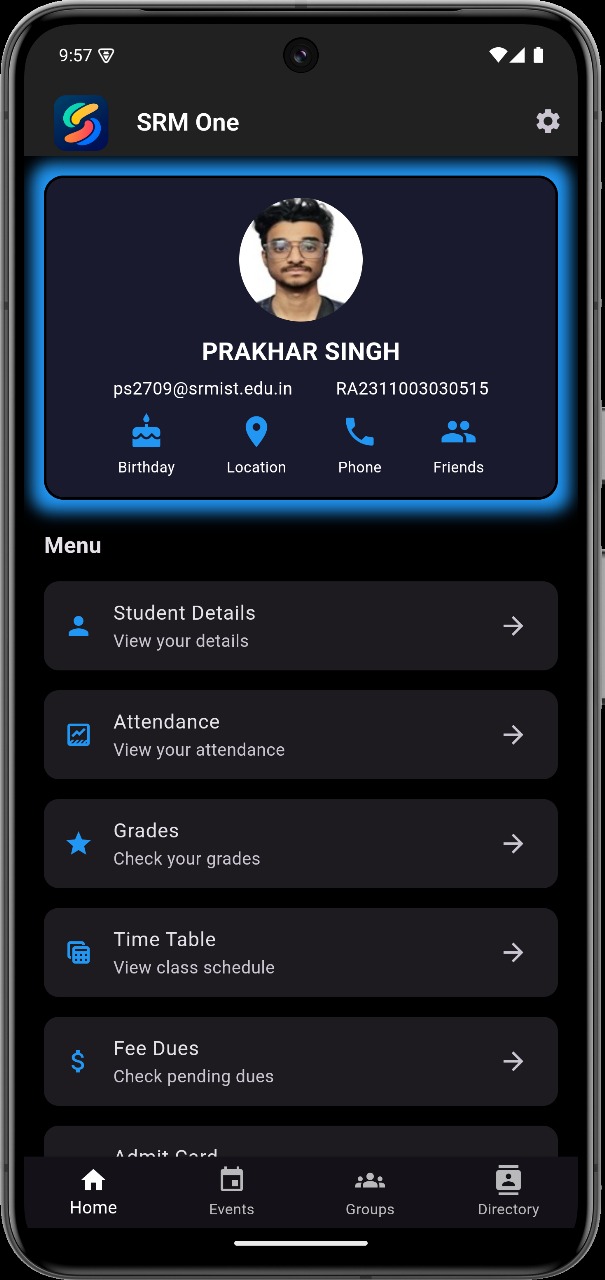 9:57
SRM One
PRAKHAR SINGH
ps2709@srmist.edu.in RA2311003030515
Birthday Location Phone Friends
Menu
Student Details
View your details
Attendance
View your attendance
Grades
Check your grades
Time Table
View class schedule
Fee Dues
Check pending dues
Admit Card
Home Events Groups Directory